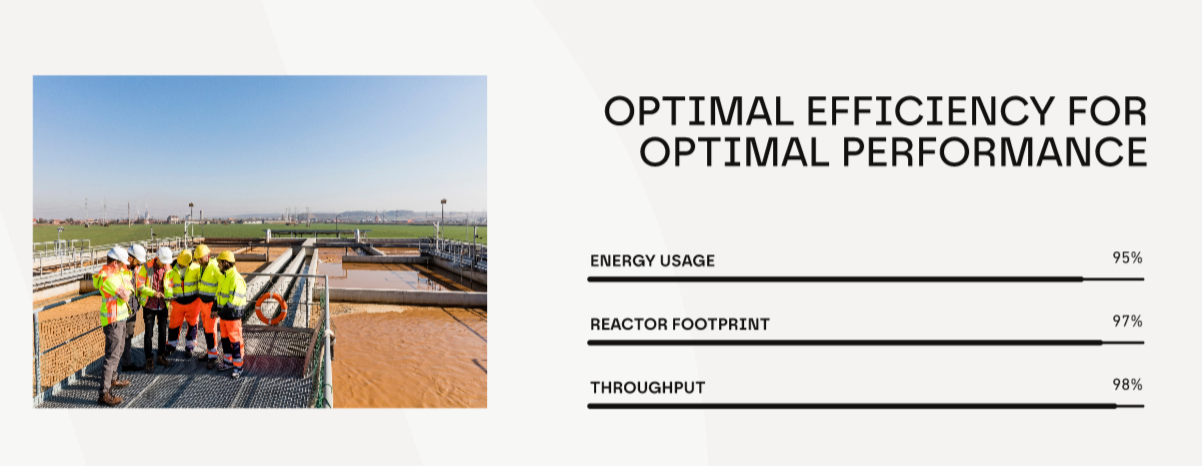 OPTIMAL EFFICIENCY FOR
OPTIMAL PERFORMANCE
ENERGY USAGE 95%
REACTOR FOOTPRINT 97%
THROUGHPUT 98%